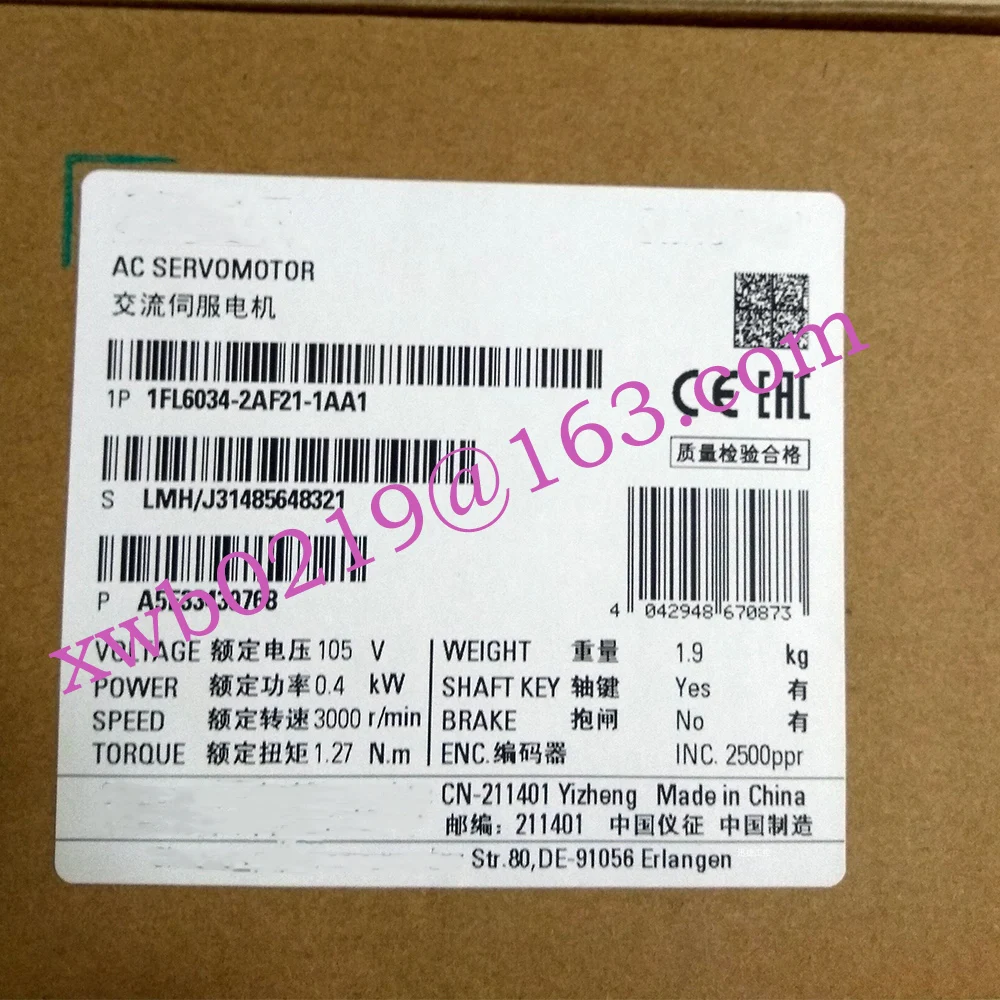 AC SERVOMOTOR
交流伺服电机
1P 1FL6034-2AF21-1AA1
CE EAC
质量检验合格
S LMH/J31485648321
P A5E33430768
4 042948 670873
xwb0219@163.com
VOLTAGE 额定电压 105 V
POWER 额定功率 0.4 kW
SPEED 额定转速 3000 r/min
TORQUE 额定扭矩 1.27 N.m
WEIGHT 重量 1.9 kg
SHAFT KEY 轴键 Yes 有
BRAKE 抱闸 No 有
ENC. 编码器 INC. 2500ppr
CN-211401 Yizheng Made in China
邮编：211401 中国仪征 中国制造
Str.80,DE-91056 Erlangen